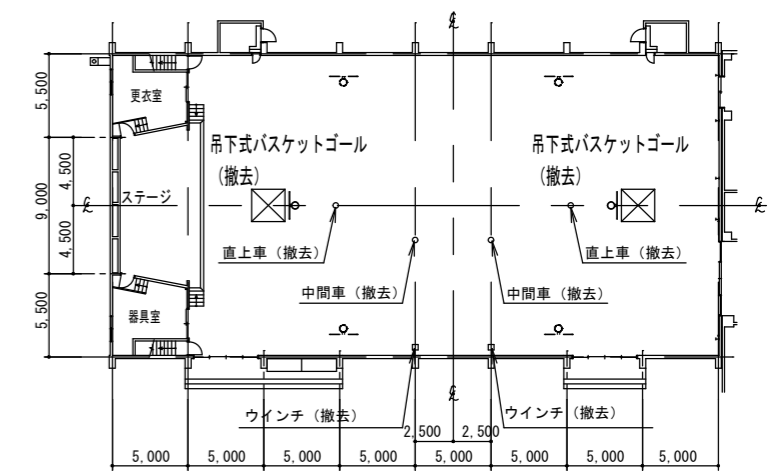 ℄
5,500
更衣室
吊下式バスケットゴール
(撤去)
吊下式バスケットゴール
(撤去)
9,000
4,500
4,500
℄
ステージ
℄
直上車(撤去)
直上車(撤去)
中間車(撤去)
中間車(撤去)
5,500
器具室
℄
ウインチ(撤去)
ウインチ(撤去)
2,500
2,500
5,000
5,000
5,000
5,000
5,000
5,000
5,000
5,000